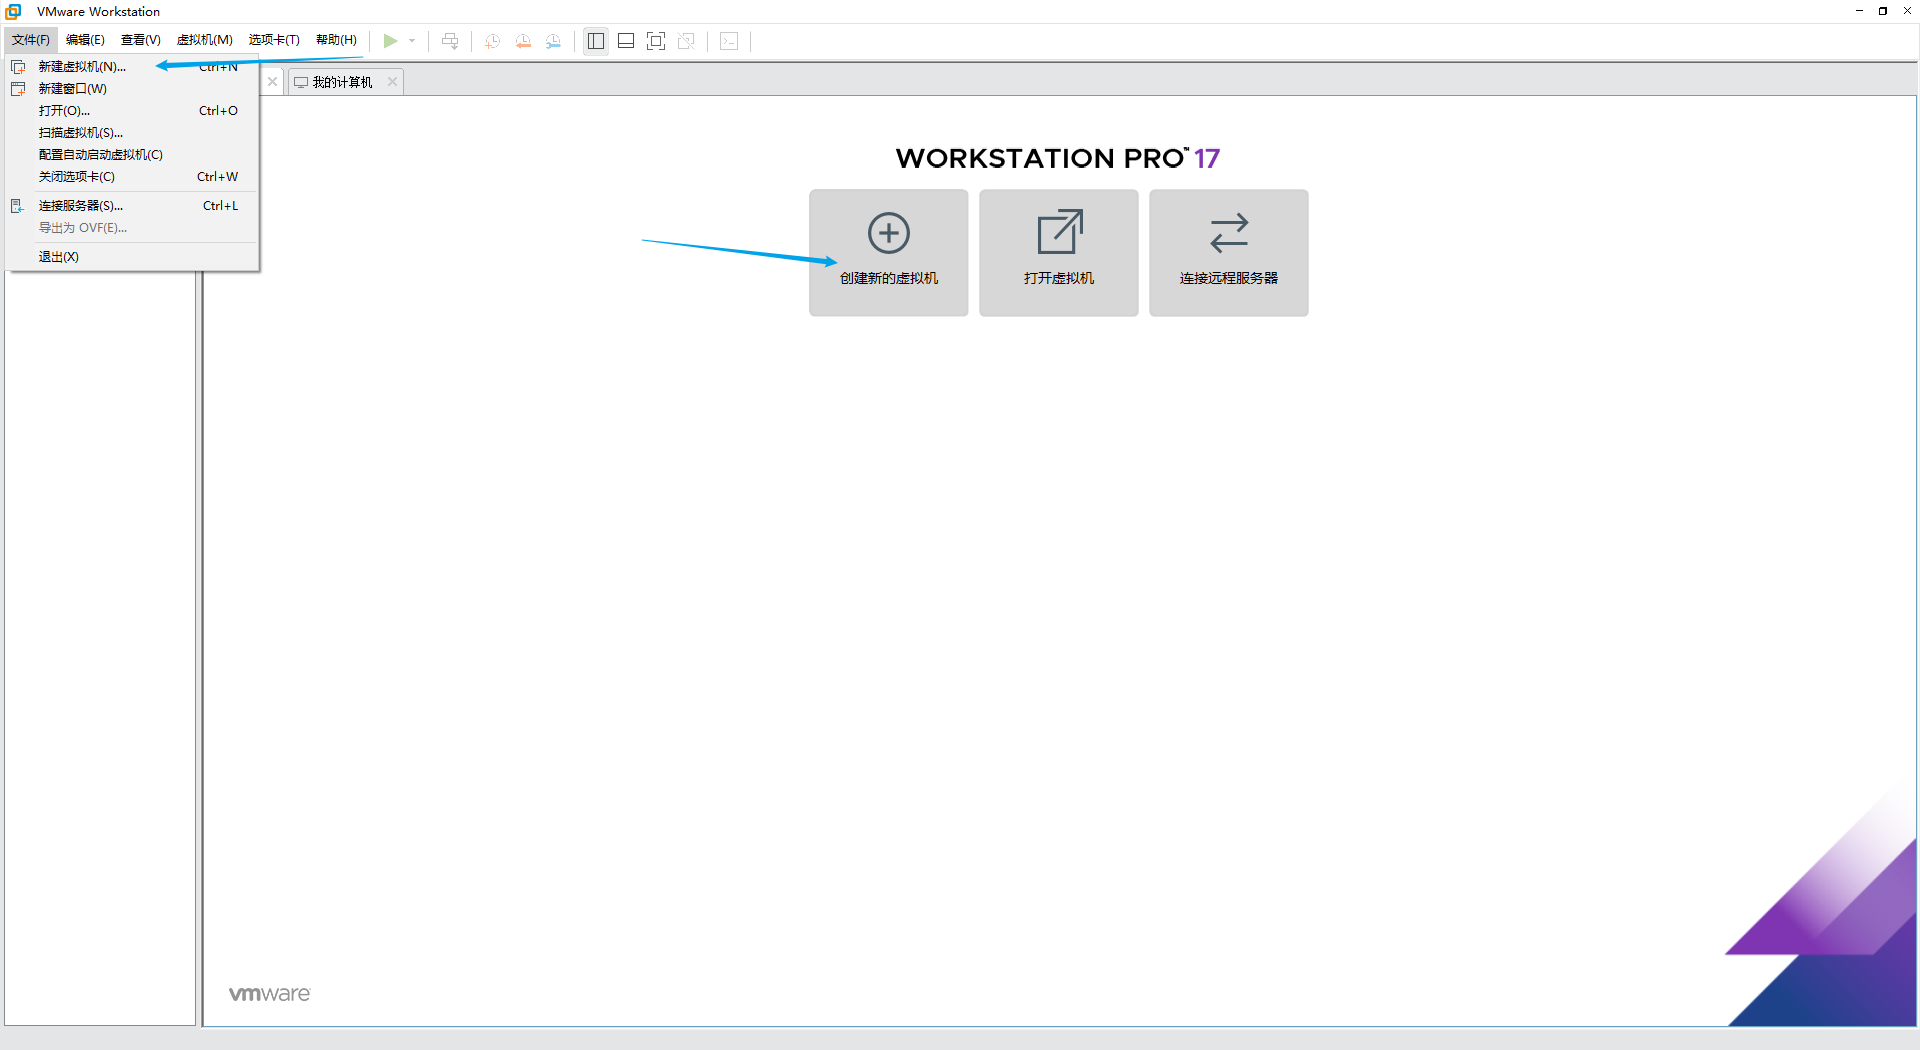 VMware Workstation
文件(F) 编辑(E) 查看(V) 虚拟机(M) 选项卡(T) 帮助(H)
新建虚拟机(N)... Ctrl+N
新建窗口(W)
打开(O)... Ctrl+O
扫描虚拟机(S)...
配置自动启动虚拟机(C)
关闭选项卡(C) Ctrl+W
连接服务器(S)... Ctrl+L
导出为 OVF(E)...
退出(X)
我的计算机
WORKSTATION PRO™ 17
创建新的虚拟机
打开虚拟机
连接远程服务器
vmware